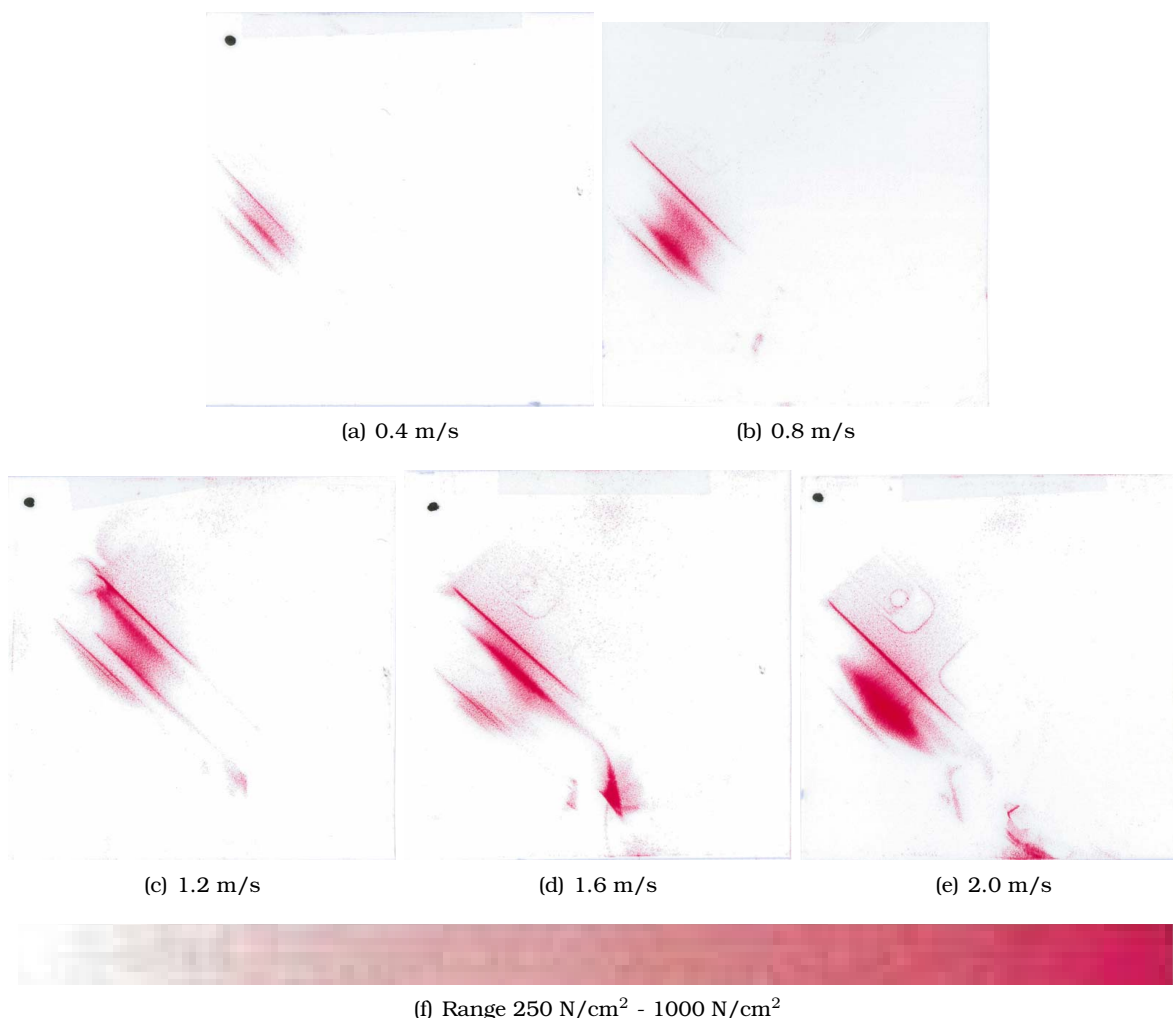 (a) 0.4 m/s
(b) 0.8 m/s
(c) 1.2 m/s
(d) 1.6 m/s
(e) 2.0 m/s
(f) Range 250 N/cm² - 1000 N/cm²